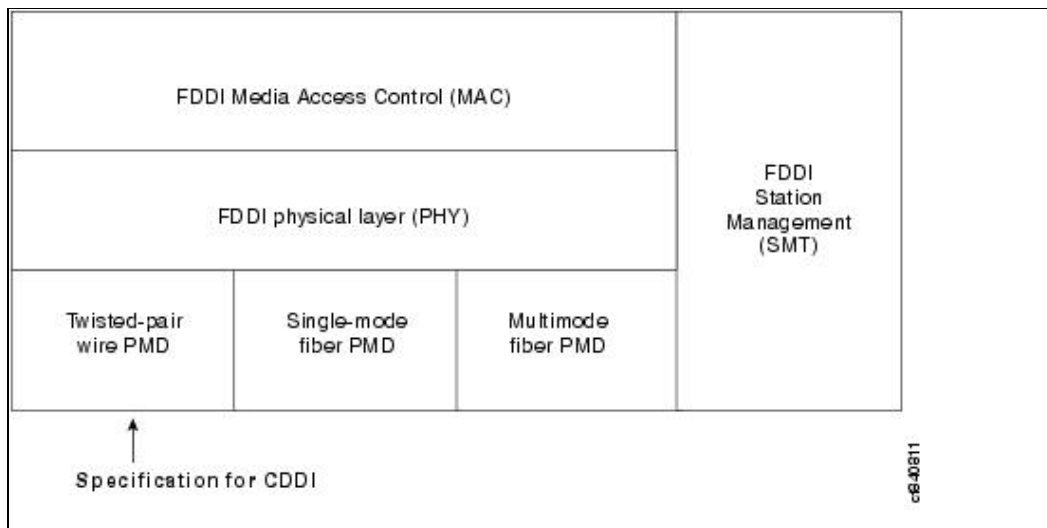 FDDI Media Access Control (MAC)
FDDI physical layer (PHY)
FDDI
Station
Management
(SMT)
Twisted-pair
wire PMD
Single-mode
fiber PMD
Multimode
fiber PMD
Specification for CDDI
ct840811